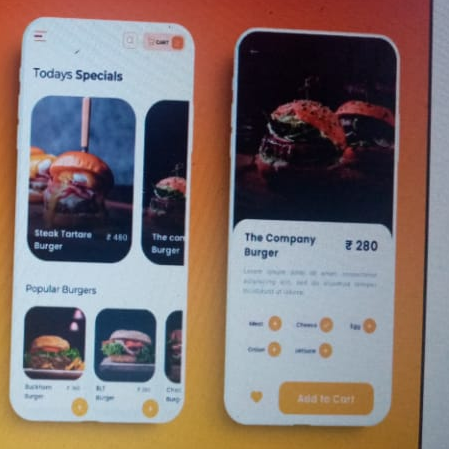 CART
Todays Specials
Steak Tartare
Burger
₹ 480
The com
Burger
Popular Burgers
Buckhorn
Burger
BLT
Burger
Burg
The Company
Burger
₹ 280
Lorem ipsum dolor sit amet, consectetur
adipiscing elit, sed do eiusmod tempor
incididunt ut labore.
Meat
Cheese
Egg
Onion
Lettuce
Add to Cart